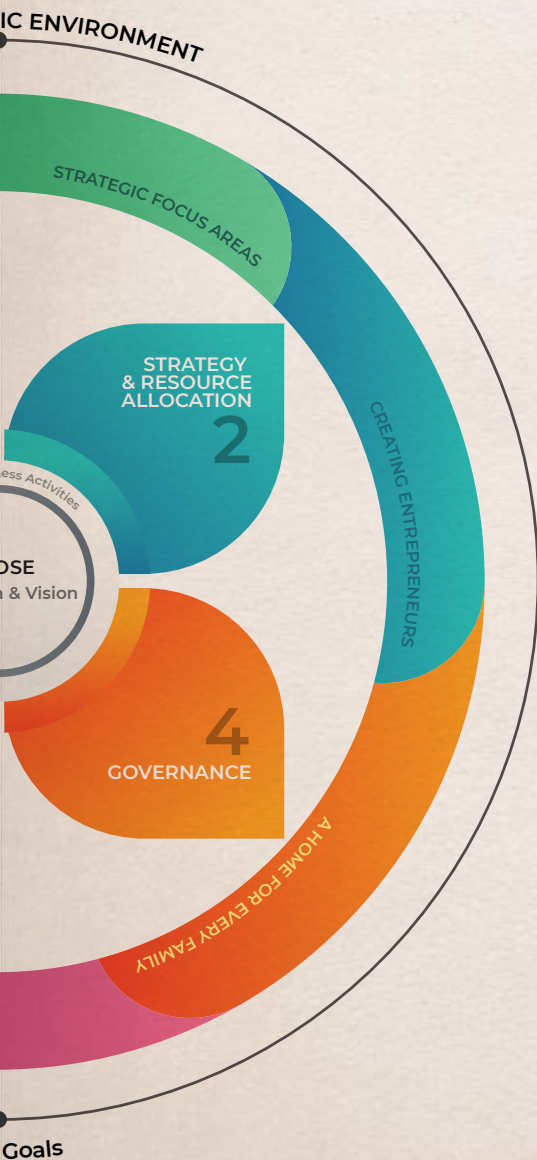 IC ENVIRONMENT
STRATEGIC FOCUS AREAS
STRATEGY
& RESOURCE
ALLOCATION
2
CREATING ENTREPRENEURS
ess Activities
OSE
& Vision
4
GOVERNANCE
A HOME FOR EVERY FAMILY
Goals